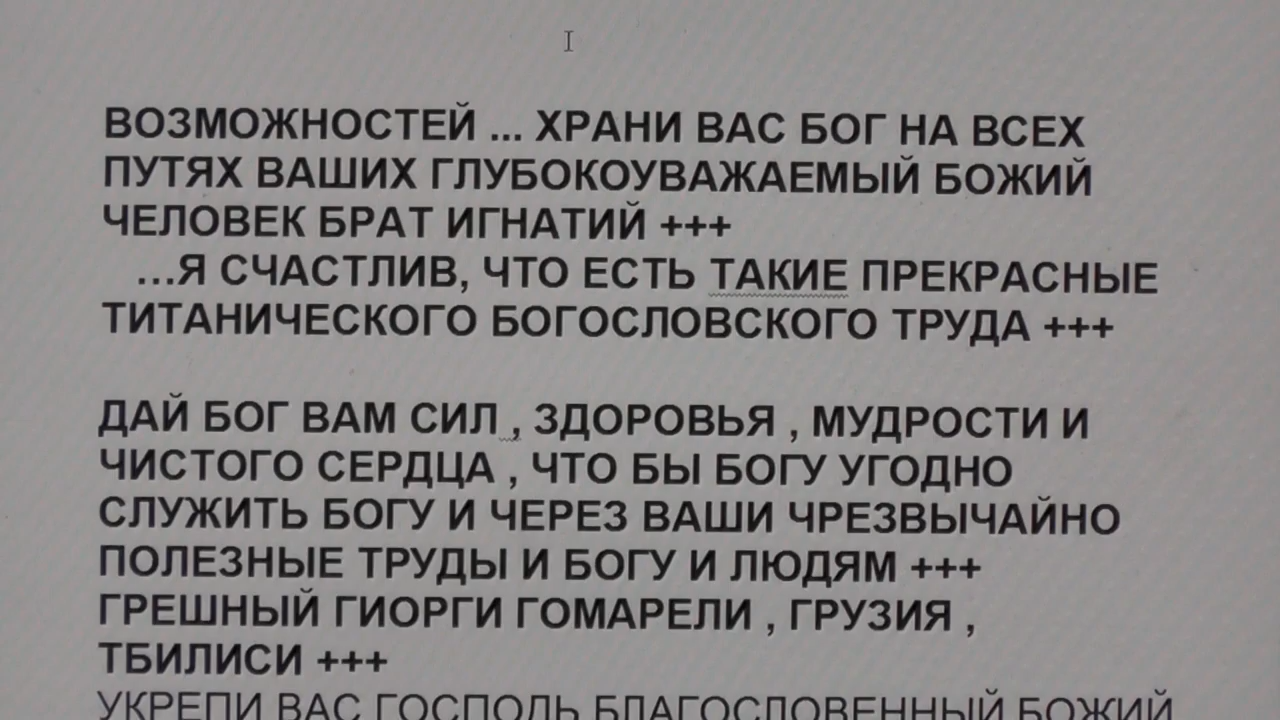 ВОЗМОЖНОСТЕЙ ... ХРАНИ ВАС БОГ НА ВСЕХ
ПУТЯХ ВАШИХ ГЛУБОКОУВАЖАЕМЫЙ БОЖИЙ
ЧЕЛОВЕК БРАТ ИГНАТИЙ +++
...Я СЧАСТЛИВ, ЧТО ЕСТЬ ТАКИЕ ПРЕКРАСНЫЕ
ТИТАНИЧЕСКОГО БОГОСЛОВСКОГО ТРУДА +++
ДАЙ БОГ ВАМ СИЛ , ЗДОРОВЬЯ , МУДРОСТИ И
ЧИСТОГО СЕРДЦА , ЧТО БЫ БОГУ УГОДНО
СЛУЖИТЬ БОГУ И ЧЕРЕЗ ВАШИ ЧРЕЗВЫЧАЙНО
ПОЛЕЗНЫЕ ТРУДЫ И БОГУ И ЛЮДЯМ +++
ГРЕШНЫЙ ГИОРГИ ГОМАРЕЛИ , ГРУЗИЯ ,
ТБИЛИСИ +++
УКРЕПИ ВАС ГОСПОДЬ БЛАГОСЛОВЕННЫЙ БОЖИЙ